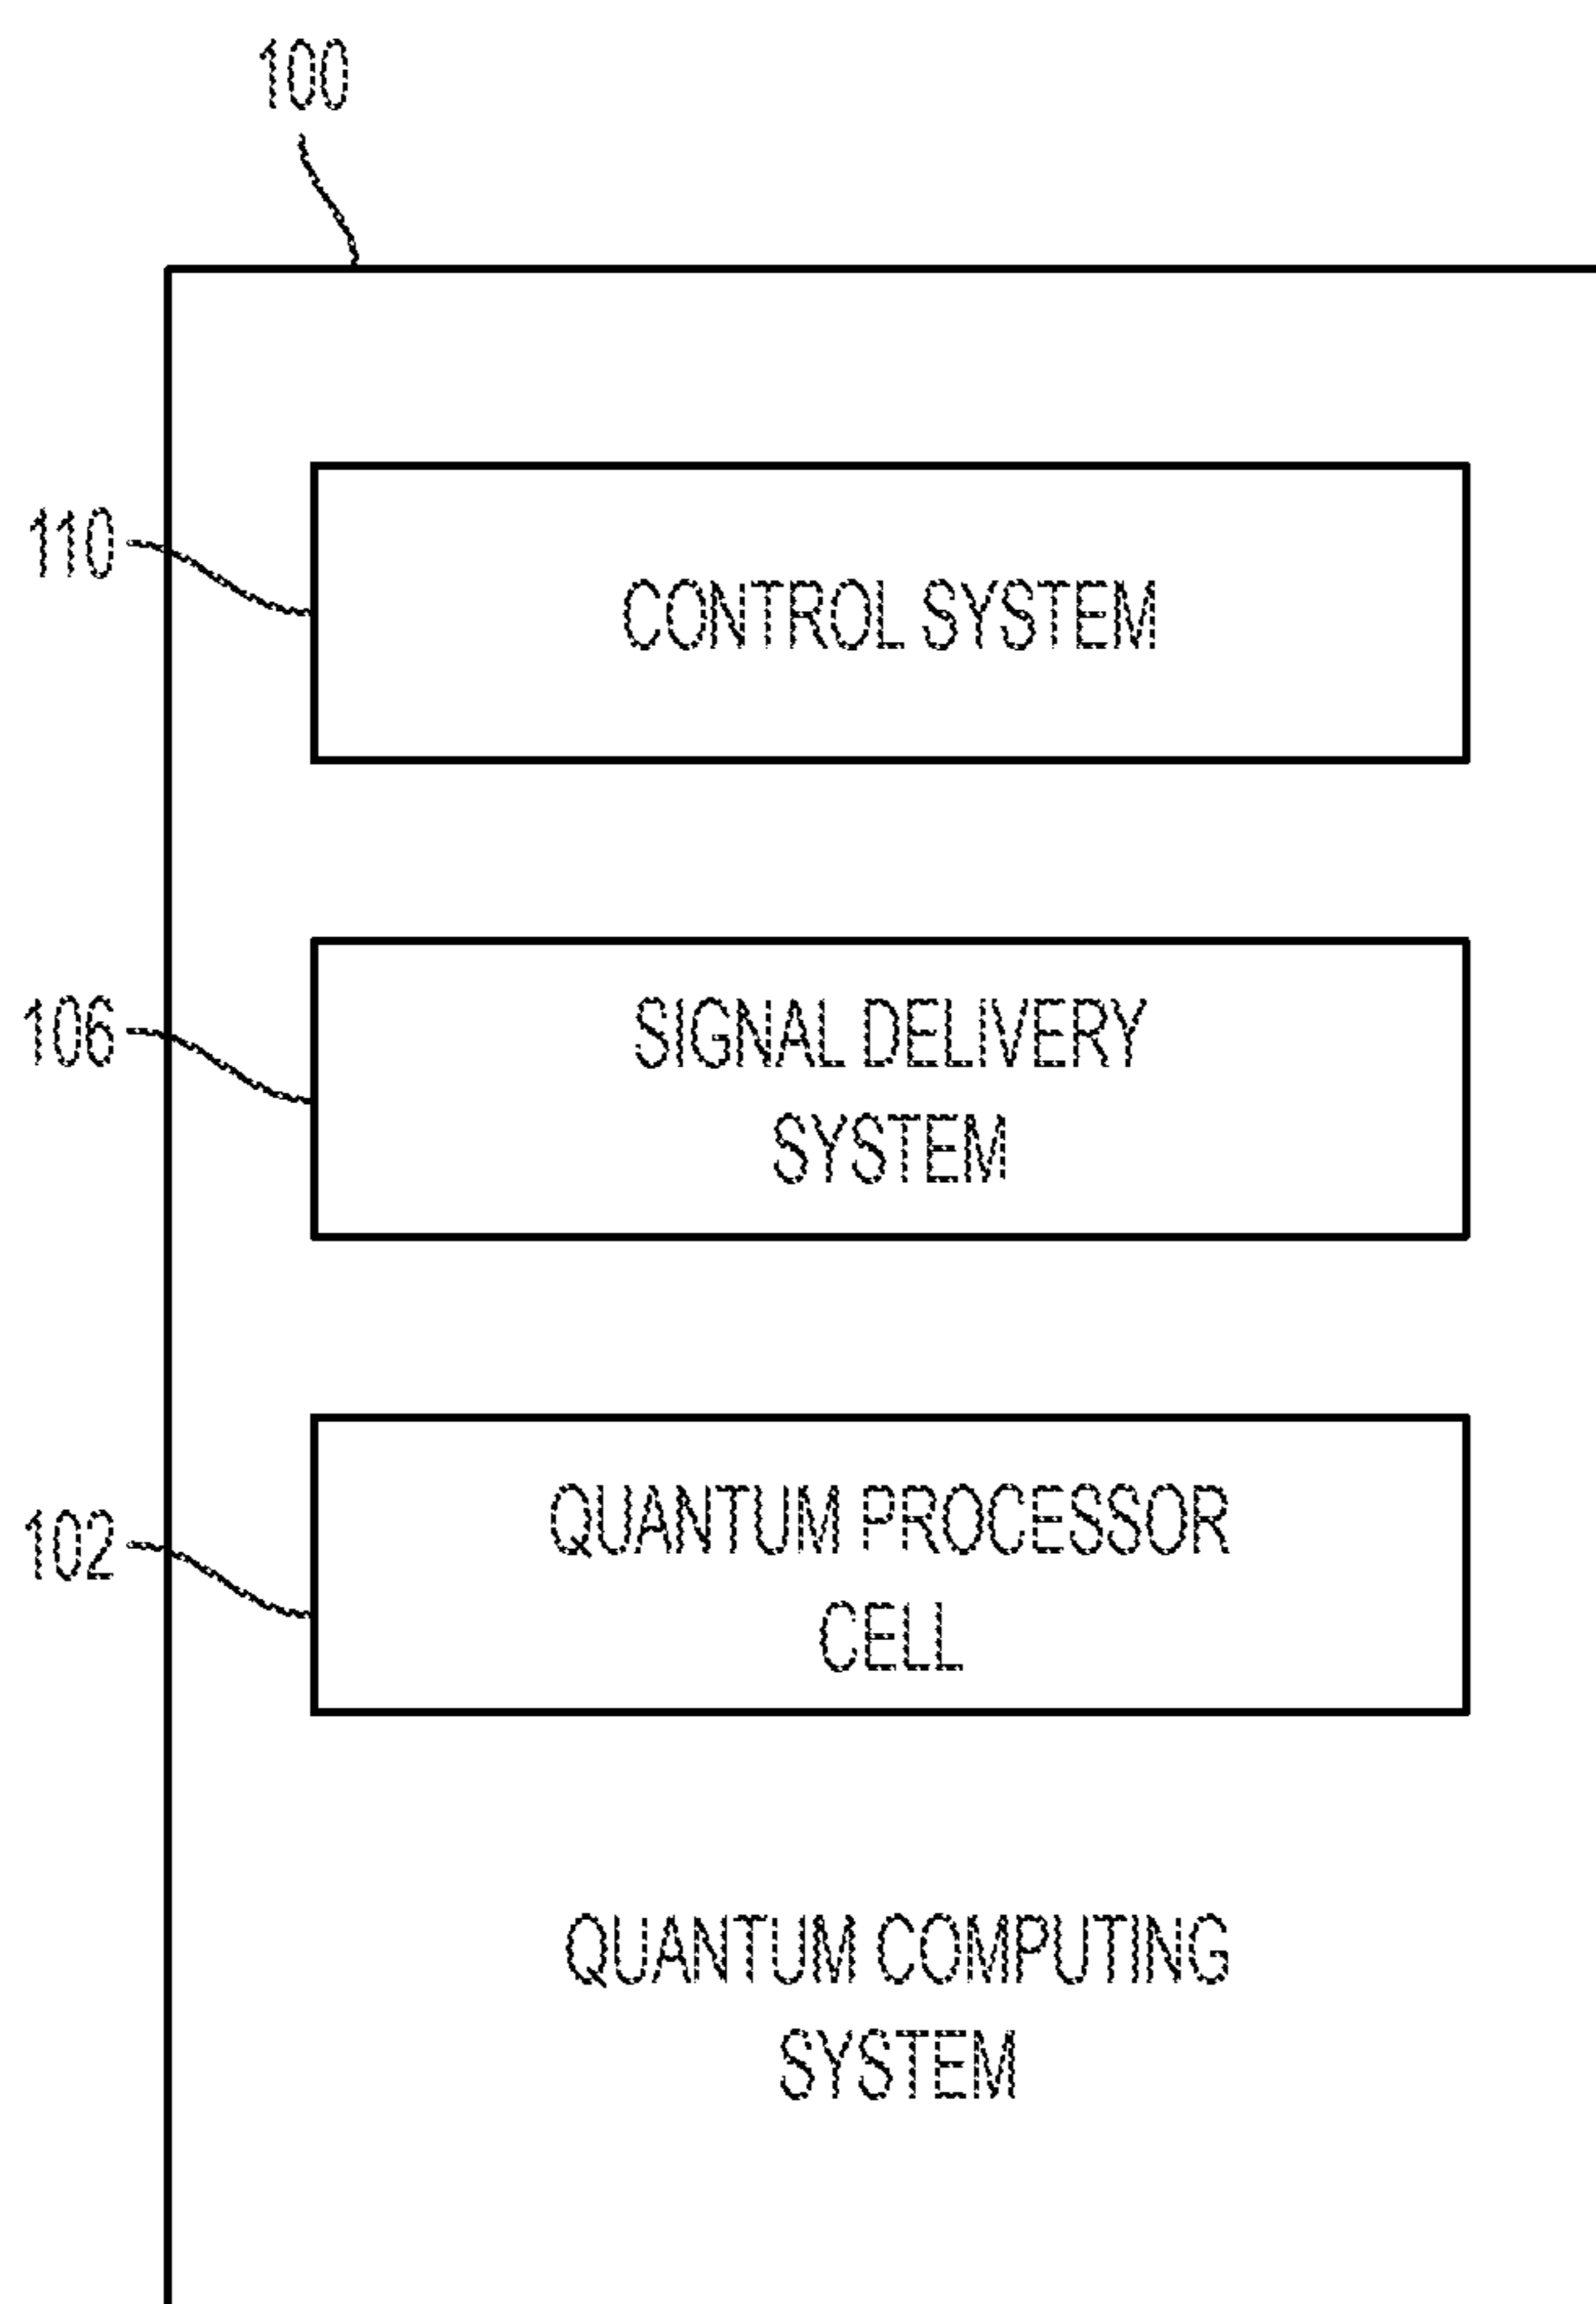 100
110
CONTROL SYSTEM
106
SIGNAL DELIVERY
SYSTEM
102
QUANTUM PROCESSOR
CELL
QUANTUM COMPUTING
SYSTEM